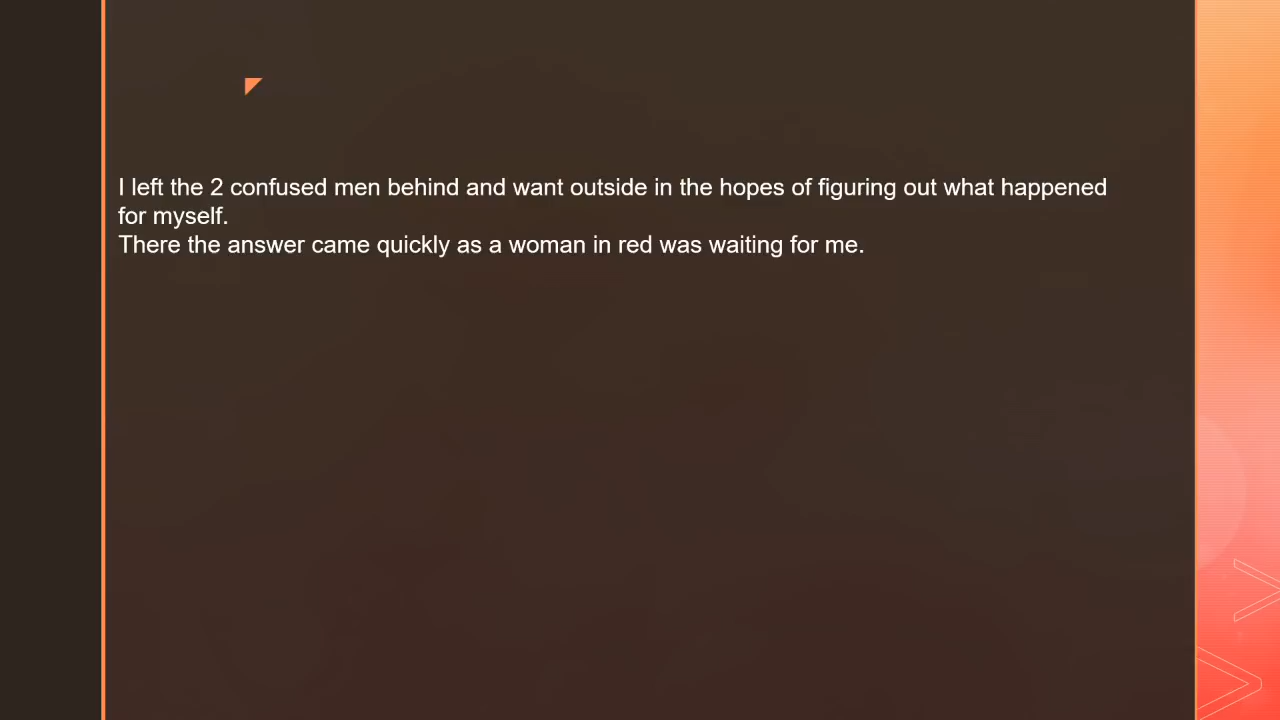 I left the 2 confused men behind and want outside in the hopes of figuring out what happened
for myself.
There the answer came quickly as a woman in red was waiting for me.